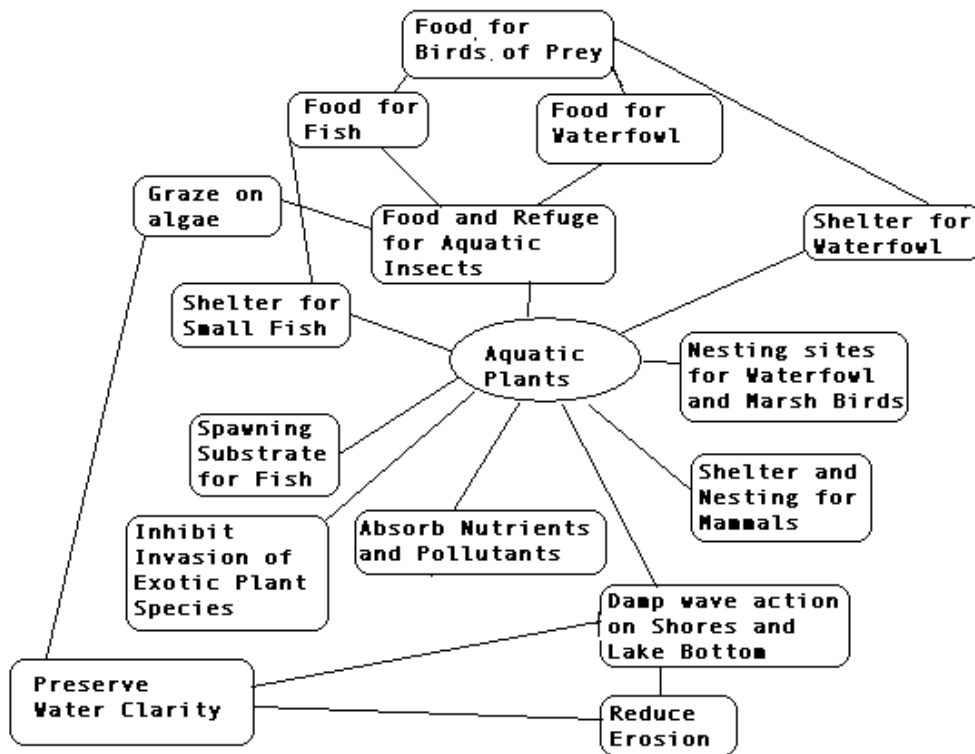 Food for
Birds of Prey
Food for
Fish
Food for
Waterfowl
Graze on
algae
Food and Refuge
for Aquatic
Insects
Shelter for
Waterfowl
Shelter for
Small Fish
Aquatic
Plants
Nesting sites
for Waterfowl
and Marsh Birds
Spawning
Substrate
for Fish
Shelter and
Nesting for
Mammals
Inhibit
Invasion of
Exotic Plant
Species
Absorb Nutrients
and Pollutants
Damp wave action
on Shores and
Lake Bottom
Preserve
Water Clarity
Reduce
Erosion